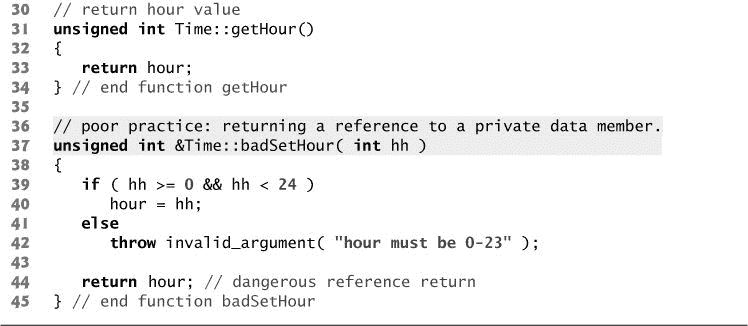 30 // return hour value
31 unsigned int Time::getHour()
32 {
33    return hour;
34 } // end function getHour
35
36 // poor practice: returning a reference to a private data member.
37 unsigned int &Time::badSetHour( int hh )
38 {
39    if ( hh >= 0 && hh < 24 )
40       hour = hh;
41    else
42       throw invalid_argument( "hour must be 0-23" );
43
44    return hour; // dangerous reference return
45 } // end function badSetHour